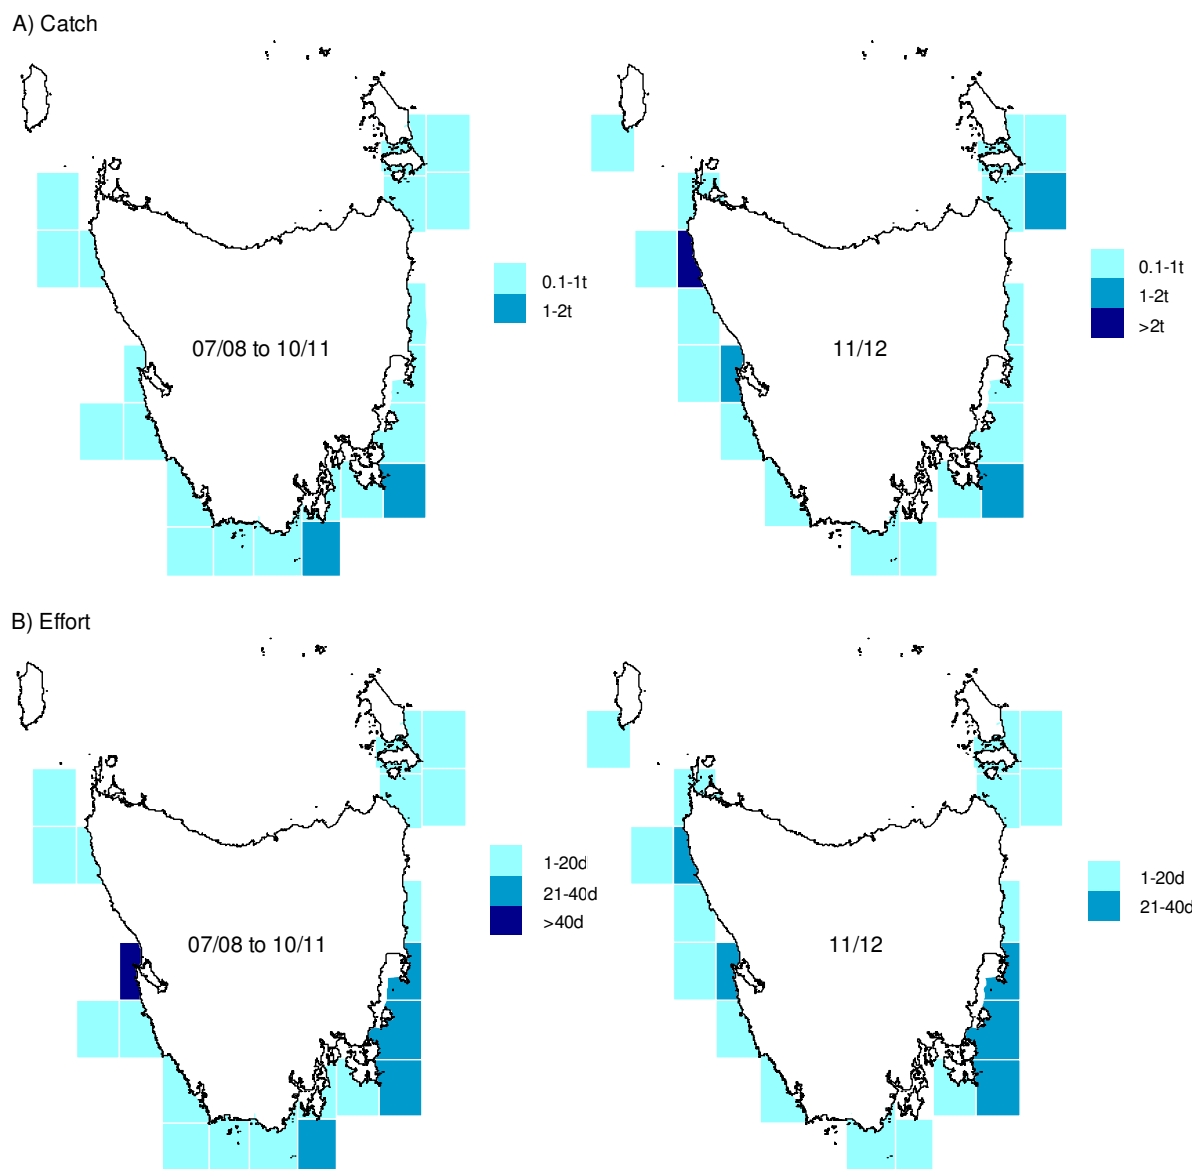 A) Catch
0.1-1t
1-2t
07/08 to 10/11
0.1-1t
1-2t
>2t
11/12
B) Effort
1-20d
21-40d
>40d
07/08 to 10/11
1-20d
21-40d
11/12